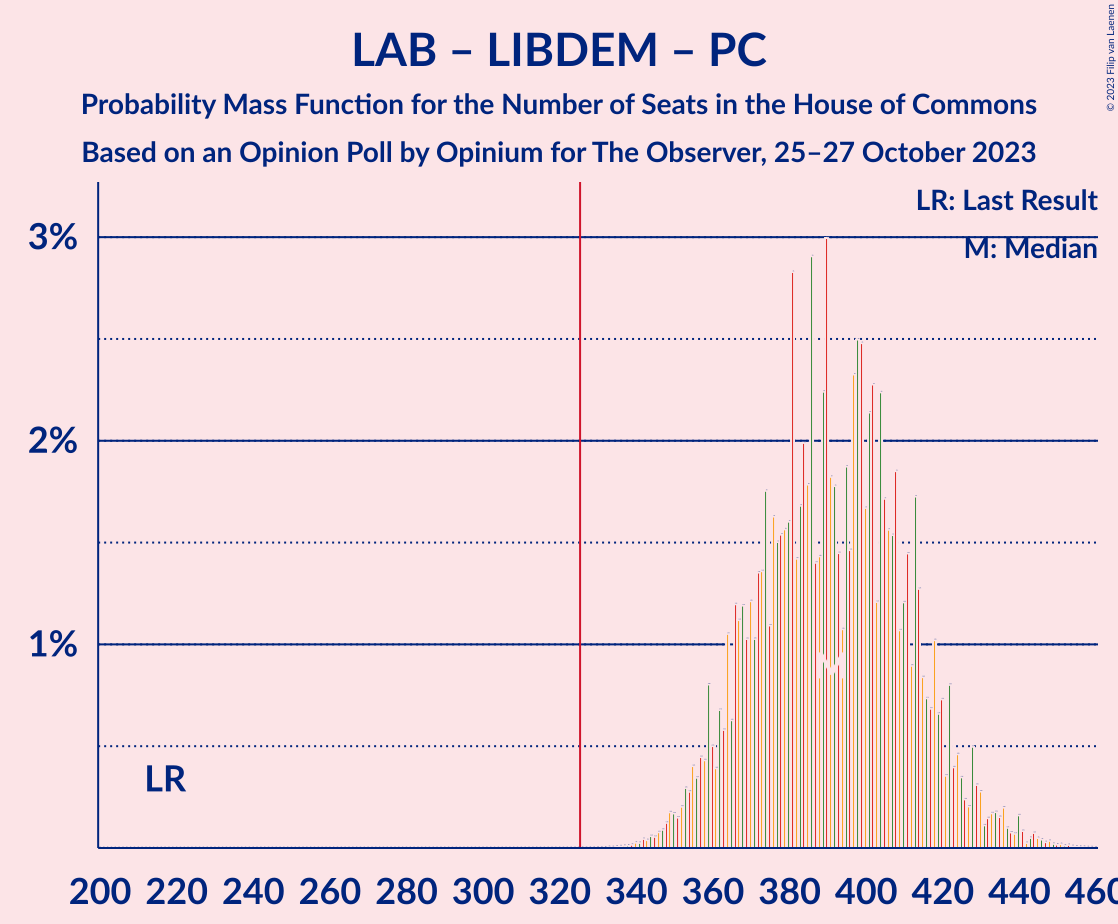 LAB – LIBDEM – PC
Probability Mass Function for the Number of Seats in the House of Commons
Based on an Opinion Poll by Opinium for The Observer, 25–27 October 2023
© 2023 Filip van Laenen
LR: Last Result
M: Median
3%
2%
1%
LR
M
200 220 240 260 280 300 320 340 360 380 400 420 440 460